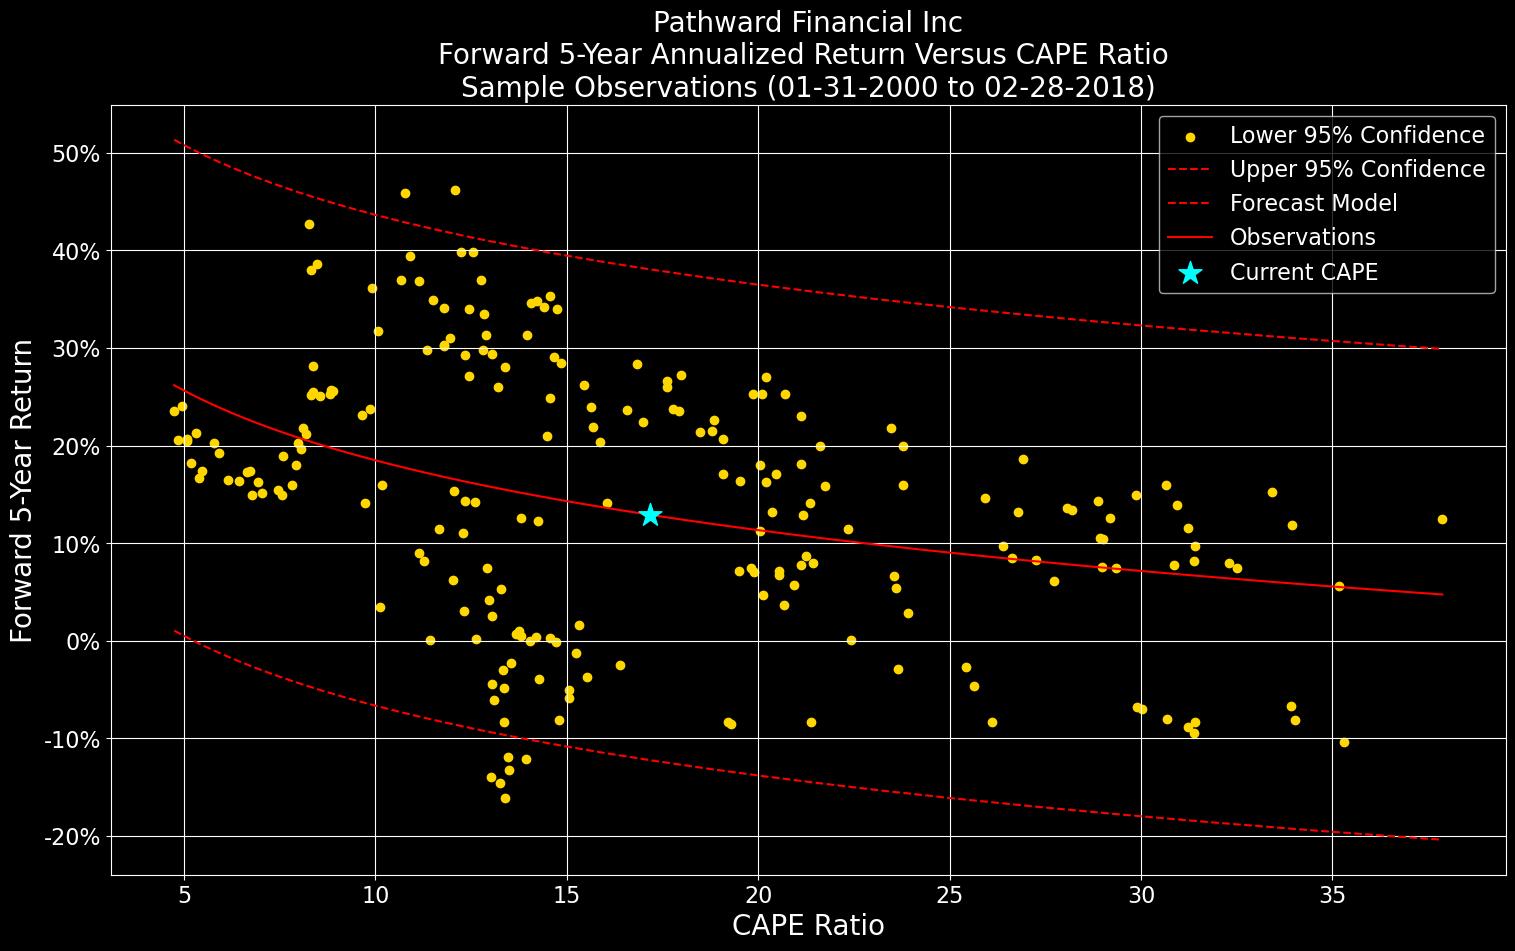 Pathward Financial Inc
Forward 5-Year Annualized Return Versus CAPE Ratio
Sample Observations (01-31-2000 to 02-28-2018)
Lower 95% Confidence
Upper 95% Confidence
Forecast Model
Observations
Current CAPE
Forward 5-Year Return
50%
40%
30%
20%
10%
0%
-10%
-20%
5 10 15 20 25 30 35
CAPE Ratio